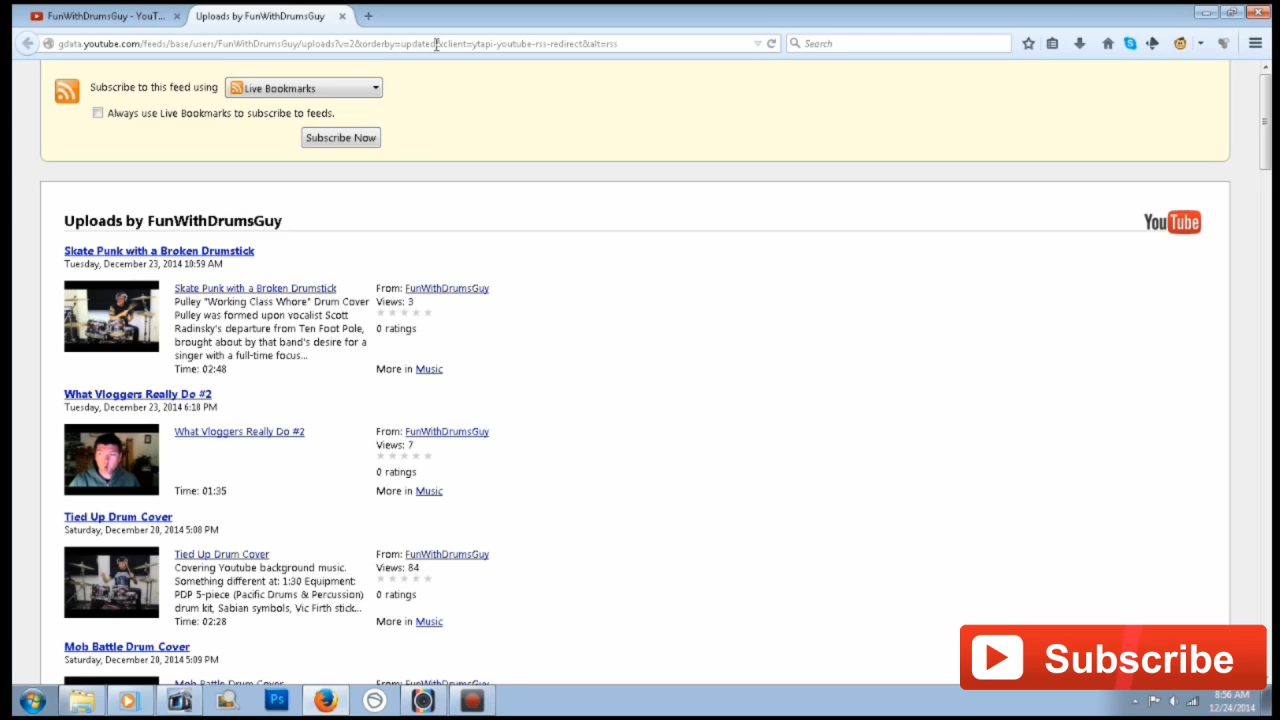 FunWithDrumsGuy - YouT...
Uploads by FunWithDrumsGuy
gdata.youtube.com/feeds/base/users/FunWithDrumsGuy/uploads?v=2&orderby=updated&client=ytapi-youtube-rss-redirect&alt=rss
Search
Subscribe to this feed using
Live Bookmarks
Always use Live Bookmarks to subscribe to feeds.
Subscribe Now
Uploads by FunWithDrumsGuy
YouTube
Skate Punk with a Broken Drumstick
Tuesday, December 23, 2014 10:59 AM
Skate Punk with a Broken Drumstick
From: FunWithDrumsGuy
Pulley "Working Class Whore" Drum Cover
Views: 3
Pulley was formed upon vocalist Scott
Radinsky's departure from Ten Foot Pole,
0 ratings
brought about by that band's desire for a
singer with a full-time focus...
Time: 02:48
More in Music
What Vloggers Really Do #2
Tuesday, December 23, 2014 6:18 PM
What Vloggers Really Do #2
From: FunWithDrumsGuy
Views: 7
0 ratings
Time: 01:35
More in Music
Tied Up Drum Cover
Saturday, December 20, 2014 5:08 PM
Tied Up Drum Cover
From: FunWithDrumsGuy
Covering Youtube background music.
Views: 84
Something different at: 1:30 Equipment:
PDP 5-piece (Pacific Drums & Percussion)
0 ratings
drum kit, Sabian symbols, Vic Firth stick...
Time: 02:28
More in Music
Mob Battle Drum Cover
Saturday, December 20, 2014 5:09 PM
Mob Battle Drum Cover
From: FunWithDrumsGuy
Subscribe
Ps
8:56 AM
12/24/2014